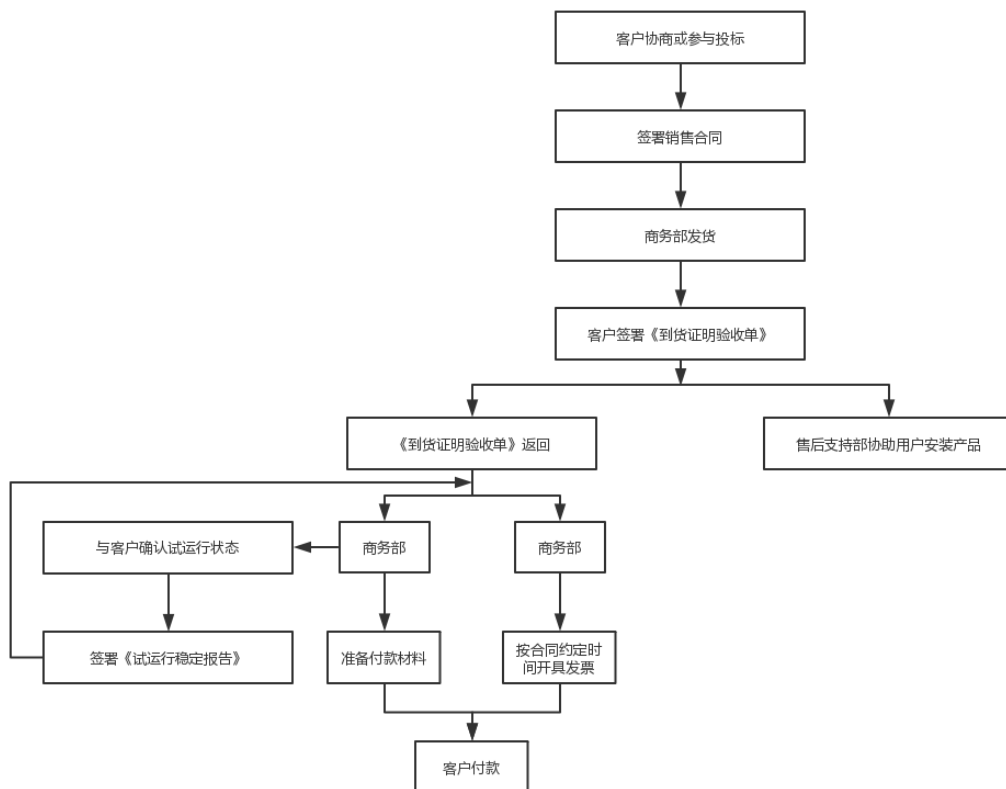 客户协商或参与投标
签署销售合同
商务部发货
客户签署《到货证明验收单》
《到货证明验收单》返回
售后支持部协助用户安装产品
与客户确认试运行状态
商务部
商务部
签署《试运行稳定报告》
准备付款材料
按合同约定时
间开具发票
客户付款